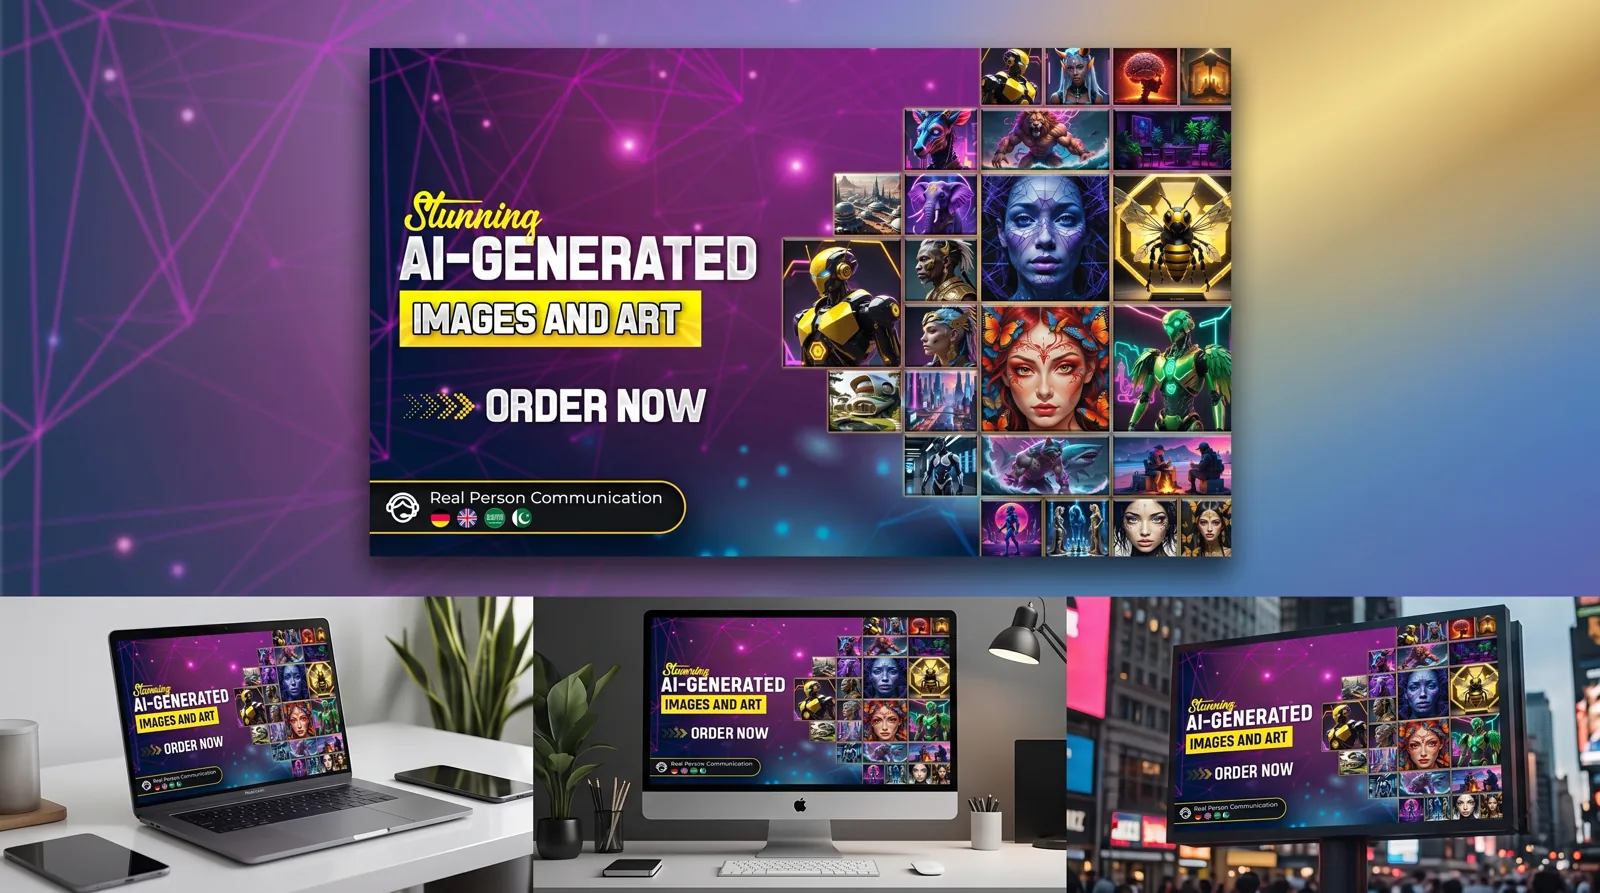 Stunning
AI-GENERATED
IMAGES AND ART
ORDER NOW
Real Person Communication
Stunning
AI-GENERATED
IMAGES AND ART
ORDER NOW
Real Person Communication
AI-GENERATED
IMAGES AND ART
ORDER NOW
Real Person Communication
Stunning
AI-GENERATED
IMAGES AND ART
ORDER NOW
Real Person Communication